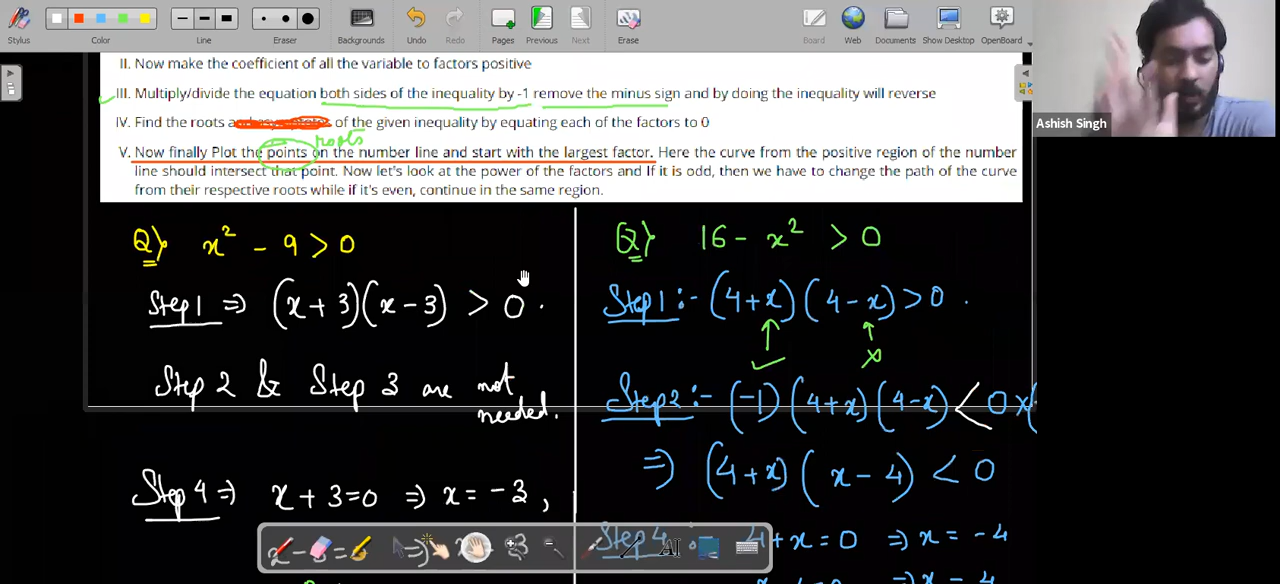 Stylus Color Line Eraser Backgrounds Undo Redo Pages Previous Next Erase Board Web Documents Show Desktop OpenBoard
II. Now make the coefficient of all the variable to factors positive
III. Multiply/divide the equation both sides of the inequality by -1 remove the minus sign and by doing the inequality will reverse
IV. Find the roots of the given inequality by equating each of the factors to 0
roots
V. Now finally Plot the points on the number line and start with the largest factor. Here the curve from the positive region of the number
line should intersect that point. Now let's look at the power of the factors and If it is odd, then we have to change the path of the curve
from their respective roots while if it's even, continue in the same region.
Ashish Singh
Q) x² - 9 > 0
Step 1 ⇒ (x + 3)(x - 3) > 0.
Step 2 & Step 3 are not
needed.
Step 4 ⇒ x + 3 = 0 ⇒ x = -3,
Q) 16 - x² > 0
Step 1 :- (4 + x)(4 - x) > 0.
Step 2 :- (-1)(4 + x)(4 - x) < 0 x(
⇒ (4 + x)(x - 4) < 0
Step 4 :- 4 + x = 0 ⇒ x = -4